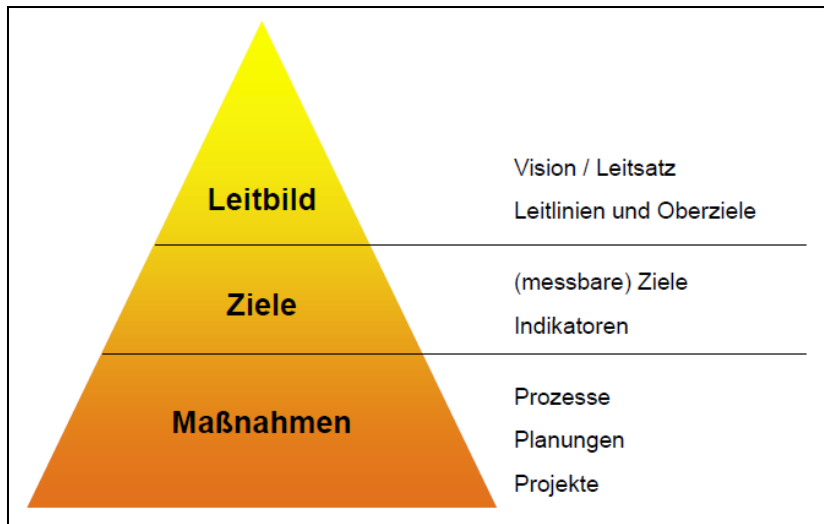 Vision / Leitsatz
Leitbild
Leitlinien und Oberziele
(messbare) Ziele
Ziele
Indikatoren
Prozesse
Maßnahmen
Planungen
Projekte